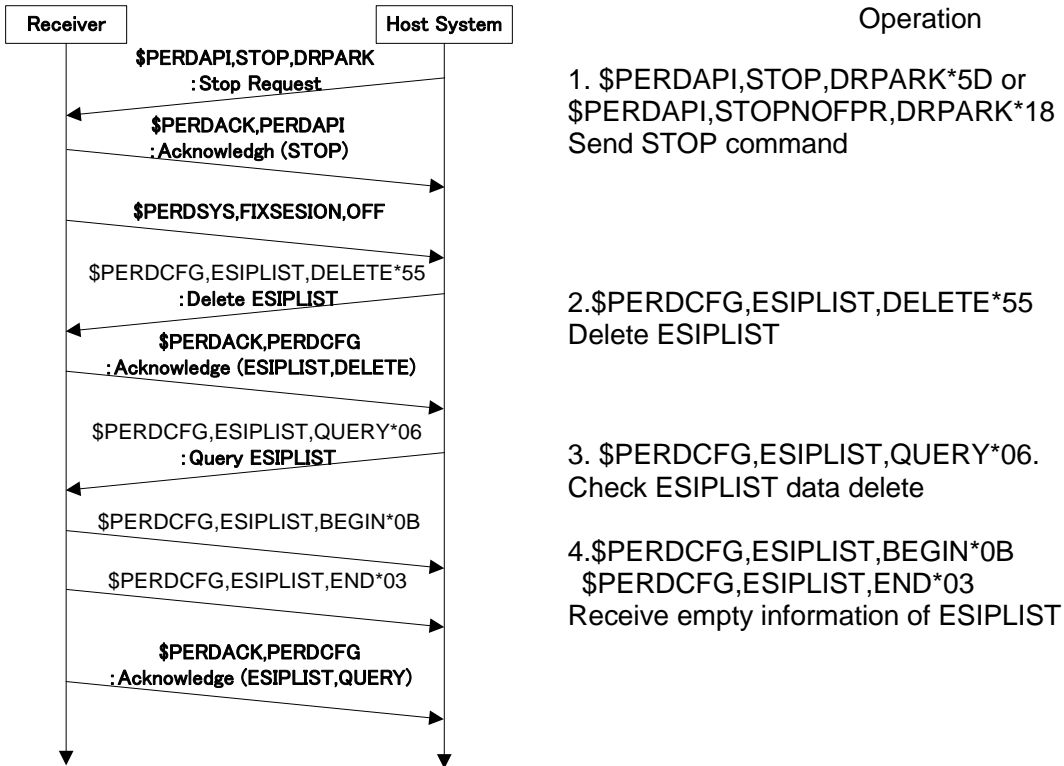 Receiver
Host System
$PERDAPI,STOP,DRPARK
:Stop Request
$PERDACK,PERDAPI
:Acknowledgh (STOP)
$PERDSYS,FIXSESION,OFF
$PERDCFG,ESIPLIST,DELETE*55
:Delete ESIPLIST
$PERDACK,PERDCFG
:Acknowledge (ESIPLIST,DELETE)
$PERDCFG,ESIPLIST,QUERY*06
:Query ESIPLIST
$PERDCFG,ESIPLIST,BEGIN*0B
$PERDCFG,ESIPLIST,END*03
$PERDACK,PERDCFG
:Acknowledge (ESIPLIST,QUERY)
Operation
1. $PERDAPI,STOP,DRPARK*5D or
$PERDAPI,STOPNOFPR,DRPARK*18
Send STOP command
2.$PERDCFG,ESIPLIST,DELETE*55
Delete ESIPLIST
3. $PERDCFG,ESIPLIST,QUERY*06.
Check ESIPLIST data delete
4.$PERDCFG,ESIPLIST,BEGIN*0B
$PERDCFG,ESIPLIST,END*03
Receive empty information of ESIPLIST